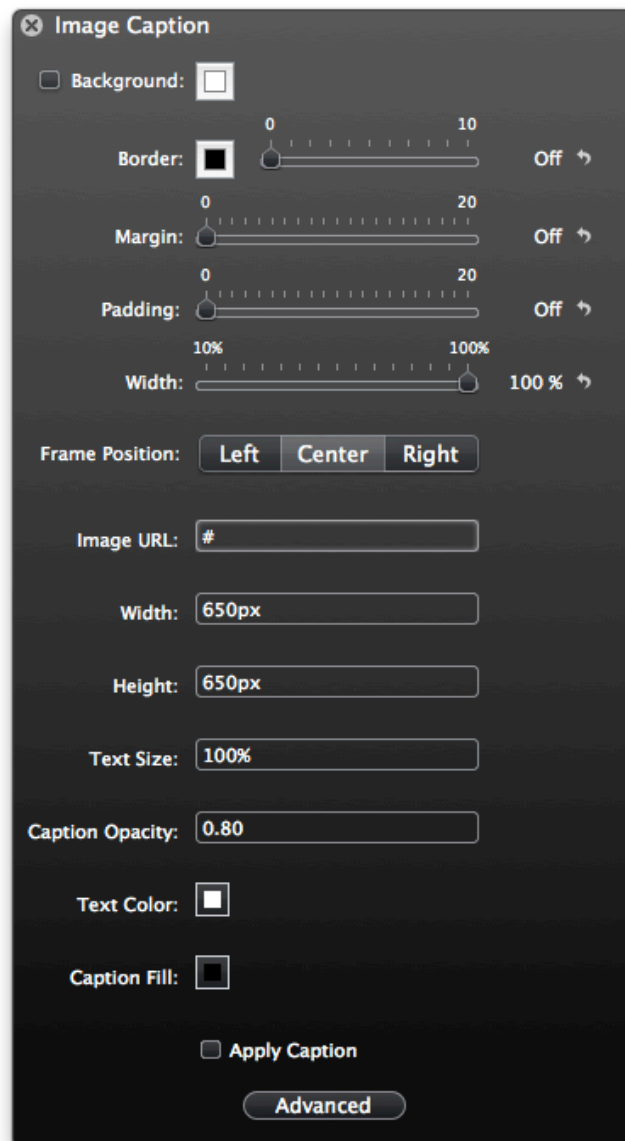 Image Caption
Background:
0 10
Border: Off
0 20
Margin: Off
0 20
Padding: Off
10% 100%
Width: 100 %
Frame Position: Left Center Right
Image URL: #
Width: 650px
Height: 650px
Text Size: 100%
Caption Opacity: 0.80
Text Color:
Caption Fill:
Apply Caption
Advanced